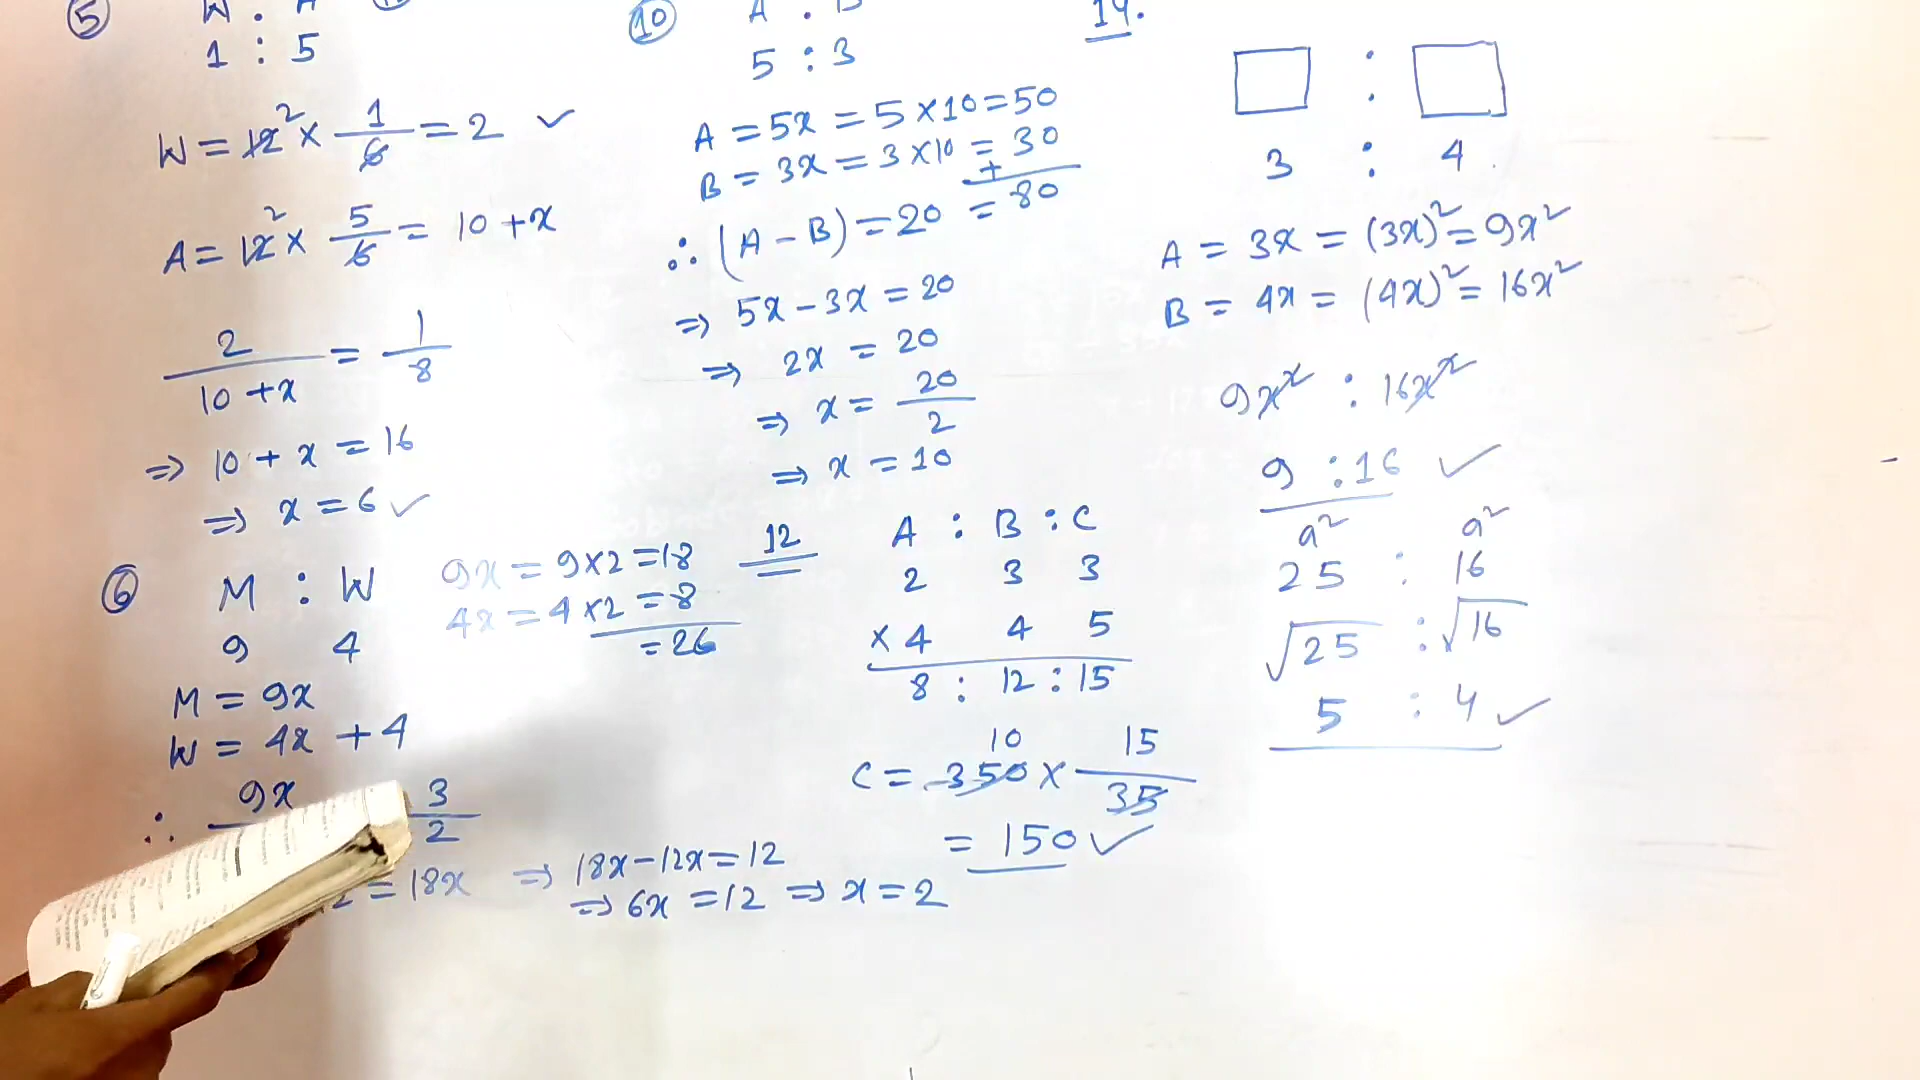 ⑤
1 : 5
W = 12² × 1/6 = 2 ✓
A = 12² × 5/6 = 10 + x
2/(10 + x) = 1/8
⇒ 10 + x = 16
⇒ x = 6 ✓
⑥ M : W
9 4
M = 9x
W = 4x + 4
∴ 9x 3/2
= 18x ⇒ 18x - 12x = 12
⇒ 6x = 12 ⇒ x = 2
9x = 9 × 2 = 18
4x = 4 × 2 = 8
= 26
⑩
5 : 3
A = 5x = 5 × 10 = 50
B = 3x = 3 × 10 = 30
+
= 80
∴ (A - B) = 20
⇒ 5x - 3x = 20
⇒ 2x = 20
⇒ x = 20/2
⇒ x = 10
12 A : B : C
2 3 3
× 4 4 5
8 : 12 : 15
C = 350 × 15/35
10
= 150 ✓
14.
□ : □
3 : 4
A = 3x = (3x)² = 9x²
B = 4x = (4x)² = 16x²
9x² : 16x²
9 : 16 ✓
a² a²
25 : 16
√25 : √16
5 : 4 ✓